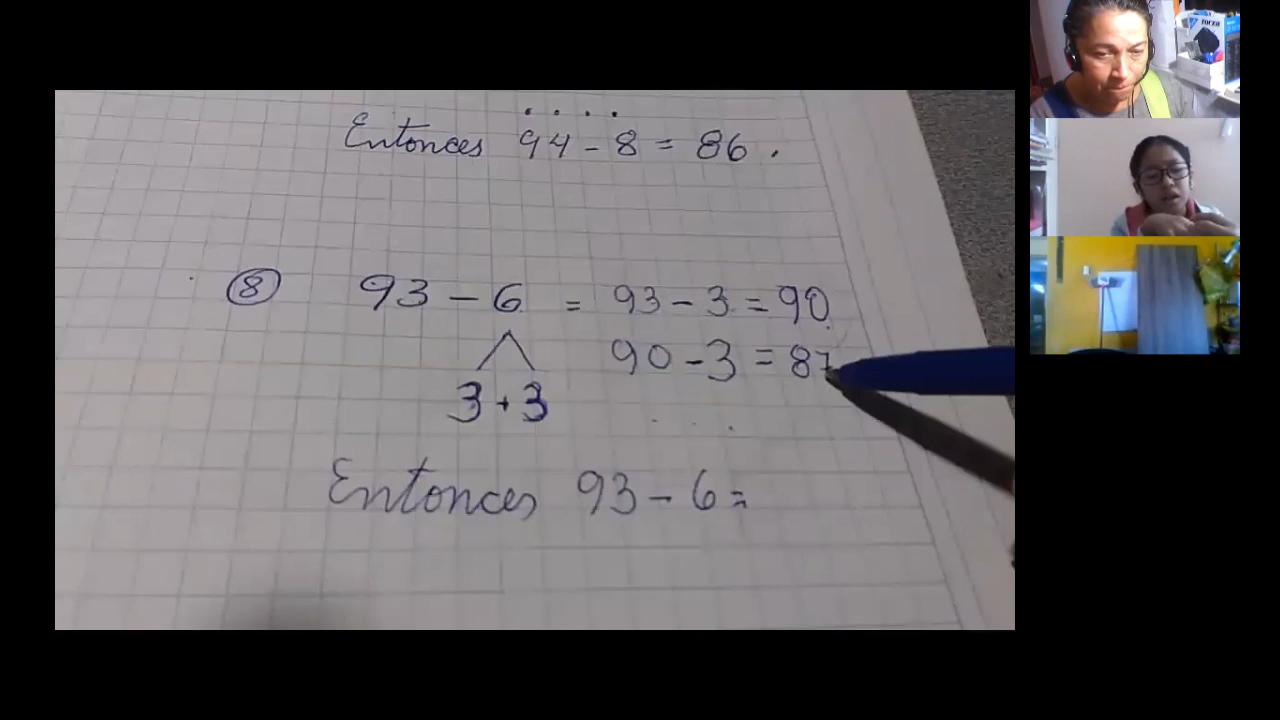 Entonces 94 - 8 = 86 .
⑧ 93 - 6 = 93 - 3 = 90
90 - 3 = 87
3 + 3
Entonces 93 - 6 =